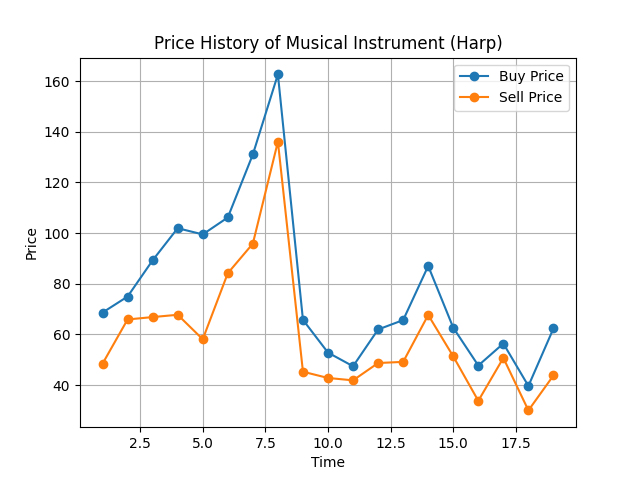 Price History of Musical Instrument (Harp)
Buy Price
Sell Price
160
140
120
100
80
60
40
Price
2.5 5.0 7.5 10.0 12.5 15.0 17.5
Time